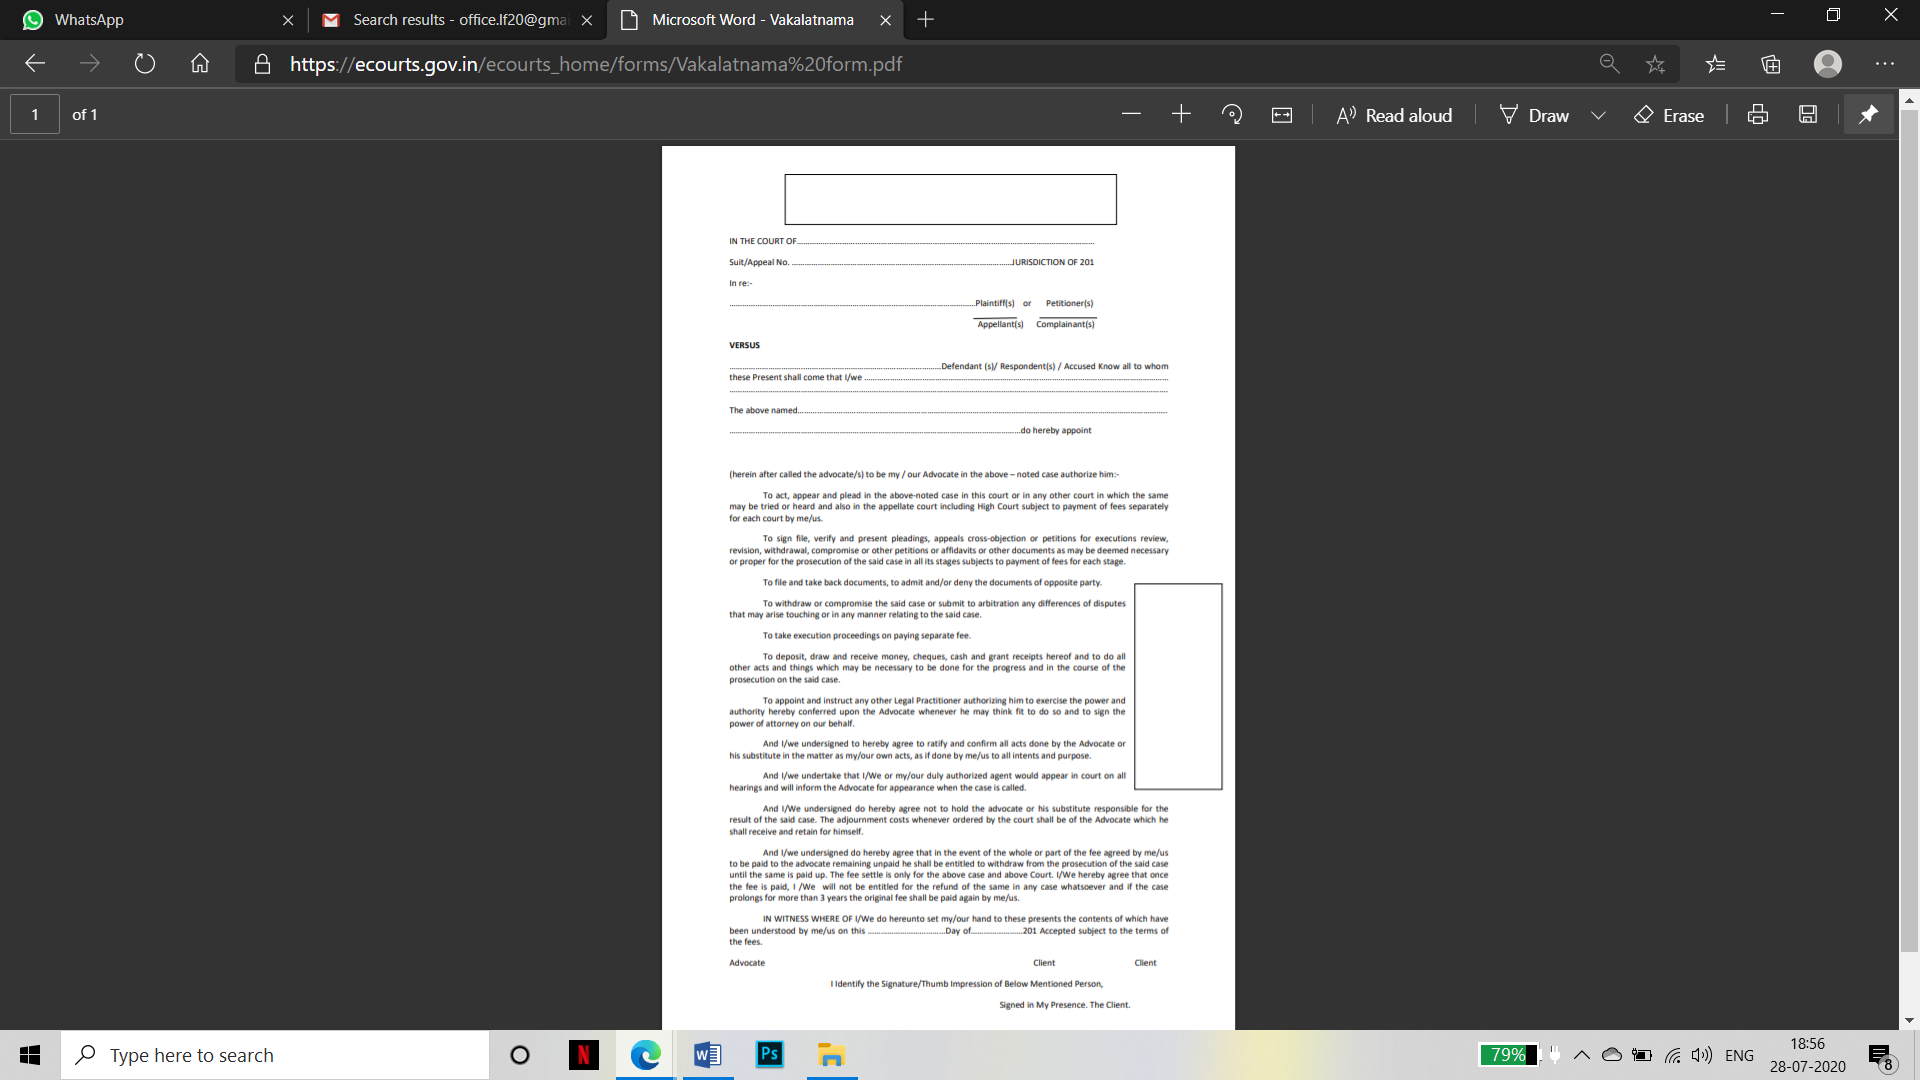 WhatsApp
Search results - office.lf20@gma
Microsoft Word - Vakalatnama
https://ecourts.gov.in/ecourts_home/forms/Vakalatnama%20form.pdf
1 of 1
Read aloud
Draw
Erase
IN THE COURT OF..............................
Suit/Appeal No. ..............................JURISDICTION OF 201
In re:-
..............................Plaintiff(s) or Petitioner(s)
Appellant(s) Complainant(s)
VERSUS
..............................Defendant (s)/ Respondent(s) / Accused Know all to whom
these Present shall come that I/we ..............................
..............................
The above named..............................
..............................do hereby appoint
(herein after called the advocate/s) to be my / our Advocate in the above – noted case authorize him:-
To act, appear and plead in the above-noted case in this court or in any other court in which the same
may be tried or heard and also in the appellate court including High Court subject to payment of fees separately
for each court by me/us.
To sign file, verify and present pleadings, appeals cross-objection or petitions for executions review,
revision, withdrawal, compromise or other petitions or affidavits or other documents as may be deemed necessary
or proper for the prosecution of the said case in all its stages subjects to payment of fees for each stage.
To file and take back documents, to admit and/or deny the documents of opposite party.
To withdraw or compromise the said case or submit to arbitration any differences of disputes
that may arise touching or in any manner relating to the said case.
To take execution proceedings on paying separate fee.
To deposit, draw and receive money, cheques, cash and grant receipts hereof and to do all
other acts and things which may be necessary to be done for the progress and in the course of the
prosecution on the said case.
To appoint and instruct any other Legal Practitioner authorizing him to exercise the power and
authority hereby conferred upon the Advocate whenever he may think fit to do so and to sign the
power of attorney on our behalf.
And I/we undersigned to hereby agree to ratify and confirm all acts done by the Advocate or
his substitute in the matter as my/our own acts, as if done by me/us to all intents and purpose.
And I/we undertake that I/We or my/our duly authorized agent would appear in court on all
hearings and will inform the Advocate for appearance when the case is called.
And I/We undersigned do hereby agree not to hold the advocate or his substitute responsible for the
result of the said case. The adjournment costs whenever ordered by the court shall be of the Advocate which he
shall receive and retain for himself.
And I/we undersigned do hereby agree that in the event of the whole or part of the fee agreed by me/us
to be paid to the advocate remaining unpaid he shall be entitled to withdraw from the prosecution of the said case
until the same is paid up. The fee settle is only for the above case and above Court. I/We hereby agree that once
the fee is paid, I /We will not be entitled for the refund of the same in any case whatsoever and if the case
prolongs for more than 3 years the original fee shall be paid again by me/us.
IN WITNESS WHERE OF I/We do hereunto set my/our hand to these presents the contents of which have
been understood by me/us on this ....................Day of....................201 Accepted subject to the terms of
the fees.
Advocate Client Client
I Identify the Signature/Thumb Impression of Below Mentioned Person,
Signed in My Presence. The Client.
Type here to search
N
W
Ps
79%
ENG
18:56
28-07-2020
8